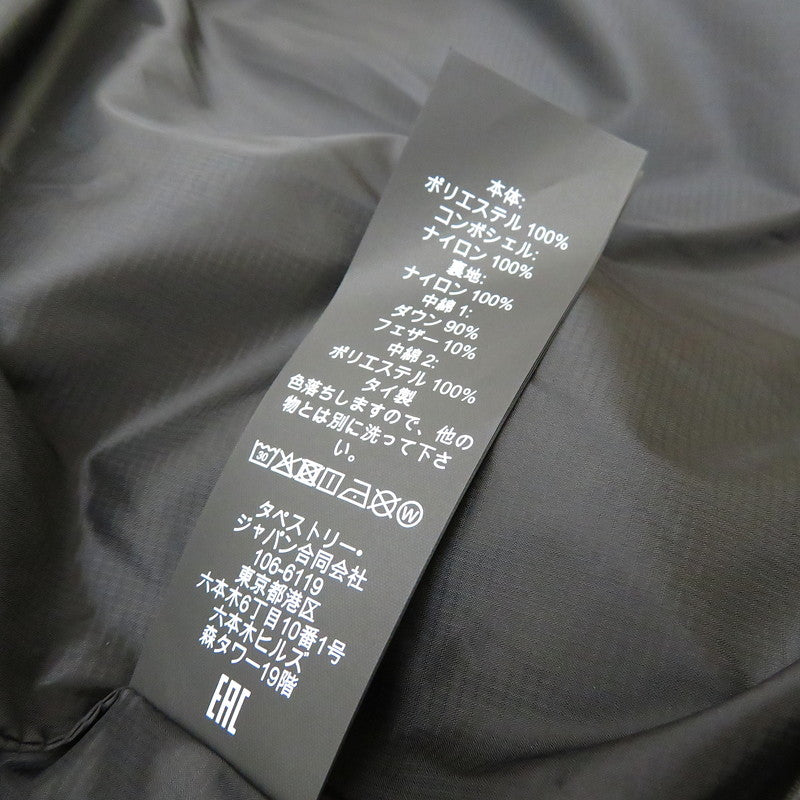 本体:
ポリエステル 100%
コンポシェル:
ナイロン 100%
裏地:
ナイロン 100%
中綿 1:
ダウン 90%
フェザー 10%
中綿 2:
ポリエステル 100%
タイ製
色落ちしますので、他の
物とは別に洗って下さ
い。
30 W
タペストリー・
ジャパン合同会社
106-6119
東京都港区
六本木6丁目10番1号
六本木ヒルズ
森タワー19階
EAC